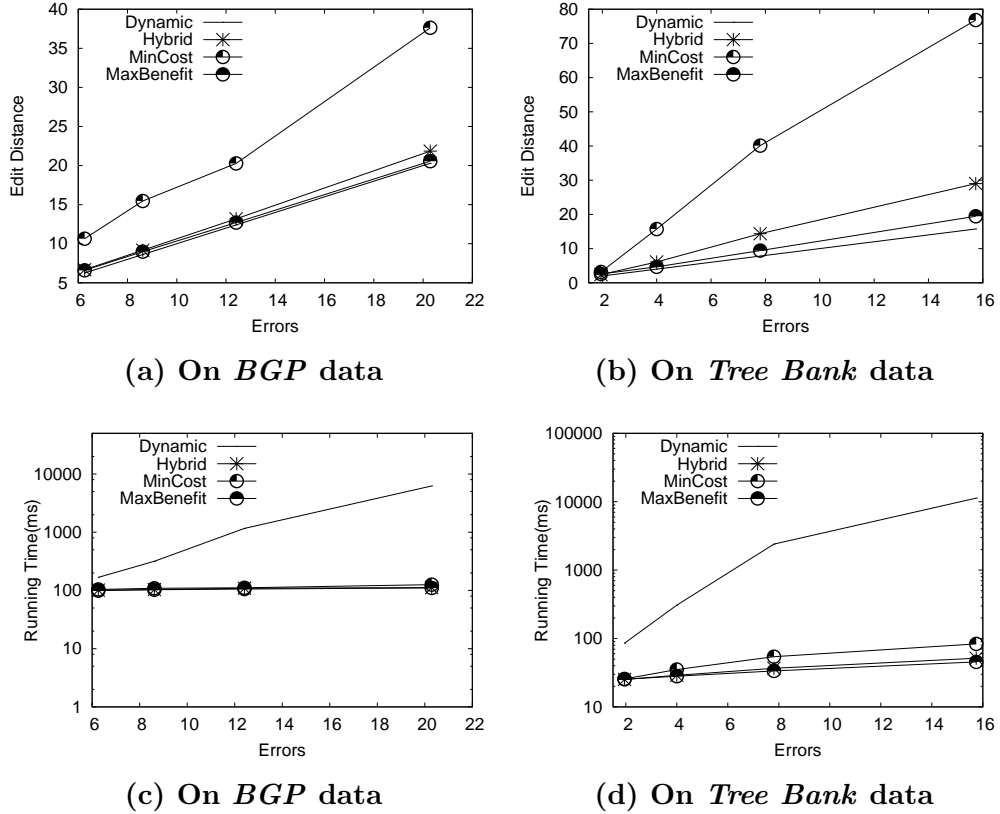 40
35
30
25
20
15
10
5
Edit Distance
Dynamic
Hybrid
MinCost
MaxBenefit
6 8 10 12 14 16 18 20 22
Errors
(a) On BGP data
80
70
60
50
40
30
20
10
0
Edit Distance
Dynamic
Hybrid
MinCost
MaxBenefit
2 4 6 8 10 12 14 16
Errors
(b) On Tree Bank data
10000
1000
100
10
1
Running Time(ms)
Dynamic
Hybrid
MinCost
MaxBenefit
6 8 10 12 14 16 18 20 22
Errors
(c) On BGP data
100000
10000
1000
100
10
Running Time(ms)
Dynamic
Hybrid
MinCost
MaxBenefit
2 4 6 8 10 12 14 16
Errors
(d) On Tree Bank data